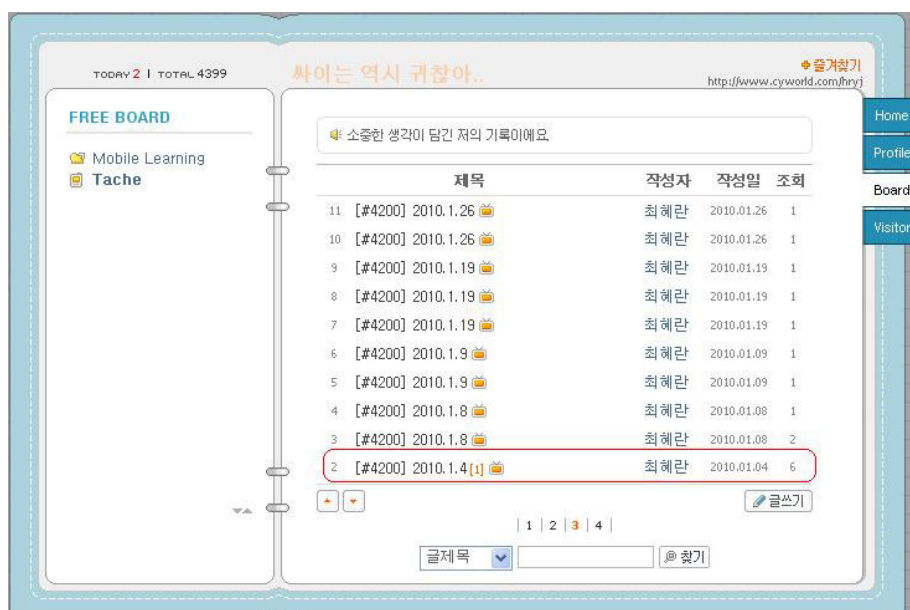 TODAY 2 | TOTAL 4399
싸이는 역시 귀찮아..
즐겨찾기
http://www.cyworld.com/hryj
FREE BOARD
Mobile Learning
Tache
소중한 생각이 담긴 저의 기록이에요
Home
Profile
Board
Visitor
제목 작성자 작성일 조회
11 [#4200] 2010.1.26 최혜란 2010.01.26 1
10 [#4200] 2010.1.26 최혜란 2010.01.26 1
9 [#4200] 2010.1.19 최혜란 2010.01.19 1
8 [#4200] 2010.1.19 최혜란 2010.01.19 1
7 [#4200] 2010.1.19 최혜란 2010.01.19 1
6 [#4200] 2010.1.9 최혜란 2010.01.09 1
5 [#4200] 2010.1.9 최혜란 2010.01.09 1
4 [#4200] 2010.1.8 최혜란 2010.01.08 1
3 [#4200] 2010.1.8 최혜란 2010.01.08 2
2 [#4200] 2010.1.4 [1] 최혜란 2010.01.04 6
글쓰기
| 1 | 2 | 3 | 4 |
글제목 찾기